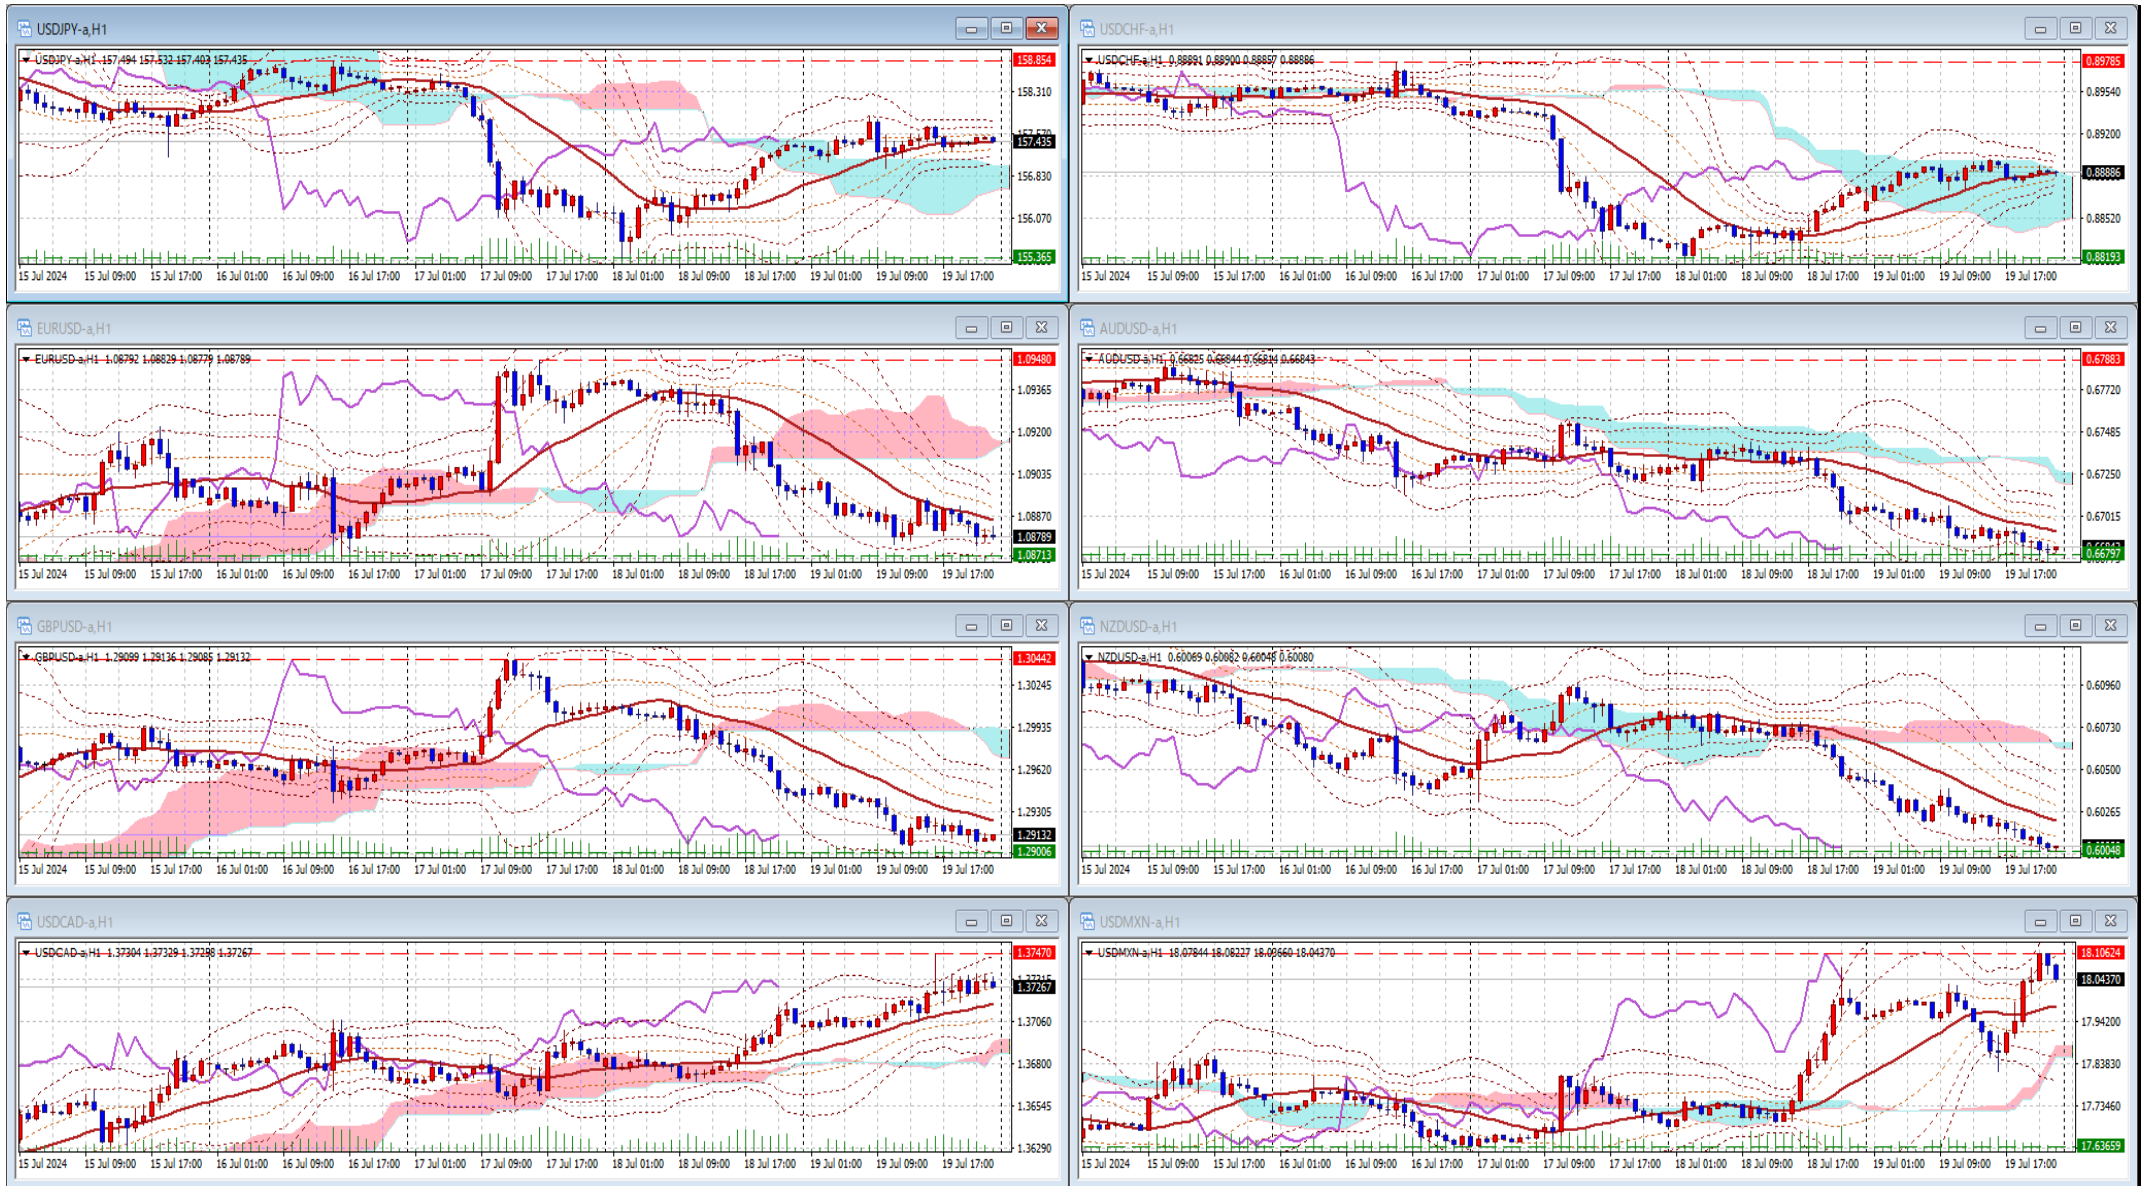 USDJPY-a,H1
USDJPY-a,H1 157.494 157.532 157.403 157.435
158.854
158.310
157.435
156.830
156.070
155.365
15 Jul 2024 15 Jul 09:00 15 Jul 17:00 16 Jul 01:00 16 Jul 09:00 16 Jul 17:00 17 Jul 01:00 17 Jul 09:00 17 Jul 17:00 18 Jul 01:00 18 Jul 09:00 18 Jul 17:00 19 Jul 01:00 19 Jul 09:00 19 Jul 17:00
USDCHF-a,H1
USDCHF-a,H1 0.88891 0.88900 0.88857 0.88886
0.89785
0.89540
0.89200
0.88886
0.88520
0.88193
15 Jul 2024 15 Jul 09:00 15 Jul 17:00 16 Jul 01:00 16 Jul 09:00 16 Jul 17:00 17 Jul 01:00 17 Jul 09:00 17 Jul 17:00 18 Jul 01:00 18 Jul 09:00 18 Jul 17:00 19 Jul 01:00 19 Jul 09:00 19 Jul 17:00
EURUSD-a,H1
EURUSD-a,H1 1.08792 1.08829 1.08779 1.08789
1.09480
1.09365
1.09200
1.09035
1.08870
1.08789
1.08713
15 Jul 2024 15 Jul 09:00 15 Jul 17:00 16 Jul 01:00 16 Jul 09:00 16 Jul 17:00 17 Jul 01:00 17 Jul 09:00 17 Jul 17:00 18 Jul 01:00 18 Jul 09:00 18 Jul 17:00 19 Jul 01:00 19 Jul 09:00 19 Jul 17:00
AUDUSD-a,H1
AUDUSD-a,H1 0.66825 0.66844 0.66814 0.66843
0.67883
0.67720
0.67485
0.67250
0.67015
0.66797
15 Jul 2024 15 Jul 09:00 15 Jul 17:00 16 Jul 01:00 16 Jul 09:00 16 Jul 17:00 17 Jul 01:00 17 Jul 09:00 17 Jul 17:00 18 Jul 01:00 18 Jul 09:00 18 Jul 17:00 19 Jul 01:00 19 Jul 09:00 19 Jul 17:00
GBPUSD-a,H1
GBPUSD-a,H1 1.29099 1.29136 1.29085 1.29132
1.30442
1.30245
1.29935
1.29620
1.29305
1.29132
1.29006
15 Jul 2024 15 Jul 09:00 15 Jul 17:00 16 Jul 01:00 16 Jul 09:00 16 Jul 17:00 17 Jul 01:00 17 Jul 09:00 17 Jul 17:00 18 Jul 01:00 18 Jul 09:00 18 Jul 17:00 19 Jul 01:00 19 Jul 09:00 19 Jul 17:00
NZDUSD-a,H1
NZDUSD-a,H1 0.60069 0.60082 0.60048 0.60080
0.60960
0.60730
0.60500
0.60265
0.60048
15 Jul 2024 15 Jul 09:00 15 Jul 17:00 16 Jul 01:00 16 Jul 09:00 16 Jul 17:00 17 Jul 01:00 17 Jul 09:00 17 Jul 17:00 18 Jul 01:00 18 Jul 09:00 18 Jul 17:00 19 Jul 01:00 19 Jul 09:00 19 Jul 17:00
USDCAD-a,H1
USDCAD-a,H1 1.37304 1.37329 1.37258 1.37267
1.37470
1.37267
1.37060
1.36800
1.36545
1.36290
15 Jul 2024 15 Jul 09:00 15 Jul 17:00 16 Jul 01:00 16 Jul 09:00 16 Jul 17:00 17 Jul 01:00 17 Jul 09:00 17 Jul 17:00 18 Jul 01:00 18 Jul 09:00 18 Jul 17:00 19 Jul 01:00 19 Jul 09:00 19 Jul 17:00
USDMXN-a,H1
USDMXN-a,H1 18.07844 18.08227 18.03660 18.04370
18.10624
18.04370
17.94200
17.83830
17.73460
17.63659
15 Jul 2024 15 Jul 09:00 15 Jul 17:00 16 Jul 01:00 16 Jul 09:00 16 Jul 17:00 17 Jul 01:00 17 Jul 09:00 17 Jul 17:00 18 Jul 01:00 18 Jul 09:00 18 Jul 17:00 19 Jul 01:00 19 Jul 09:00 19 Jul 17:00